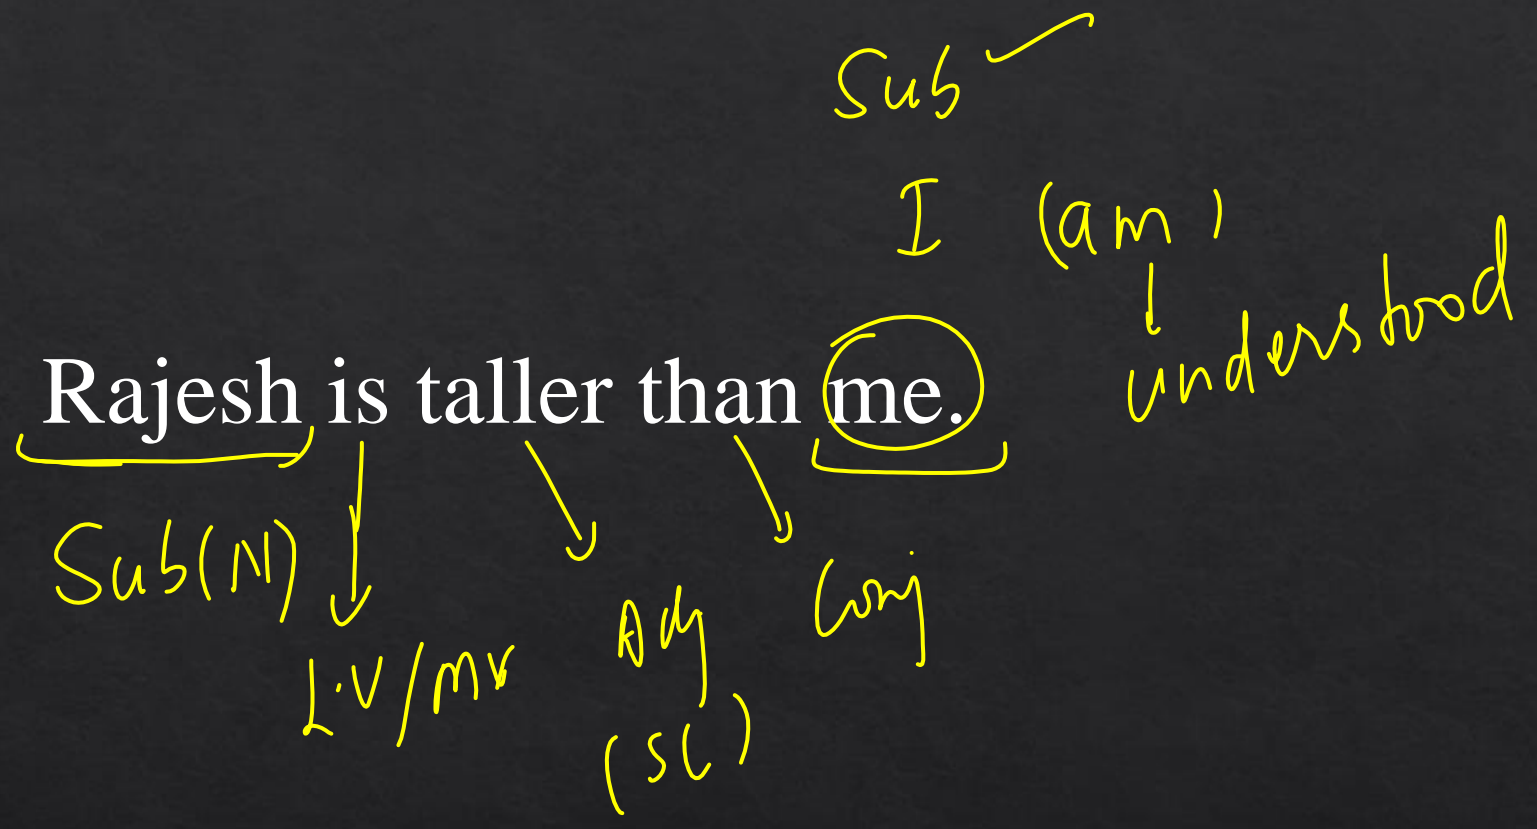 Sub
I (am)
understood
Rajesh is taller than me.
Sub(N)
L.V/mv
Adj
Conj
(SC)